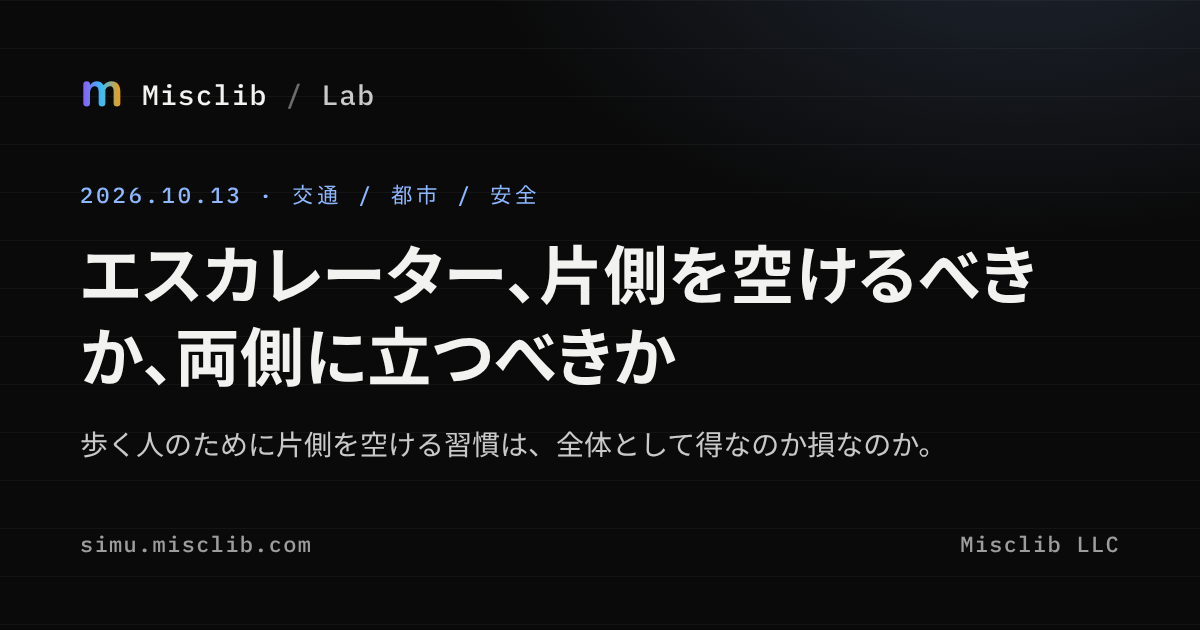 m Misclib / Lab
2026.10.13 · 交通 / 都市 / 安全
エスカレーター、片側を空けるべき
か、両側に立つべきか
歩く人のために片側を空ける習慣は、全体として得なのか損なのか。
simu.misclib.com
Misclib LLC